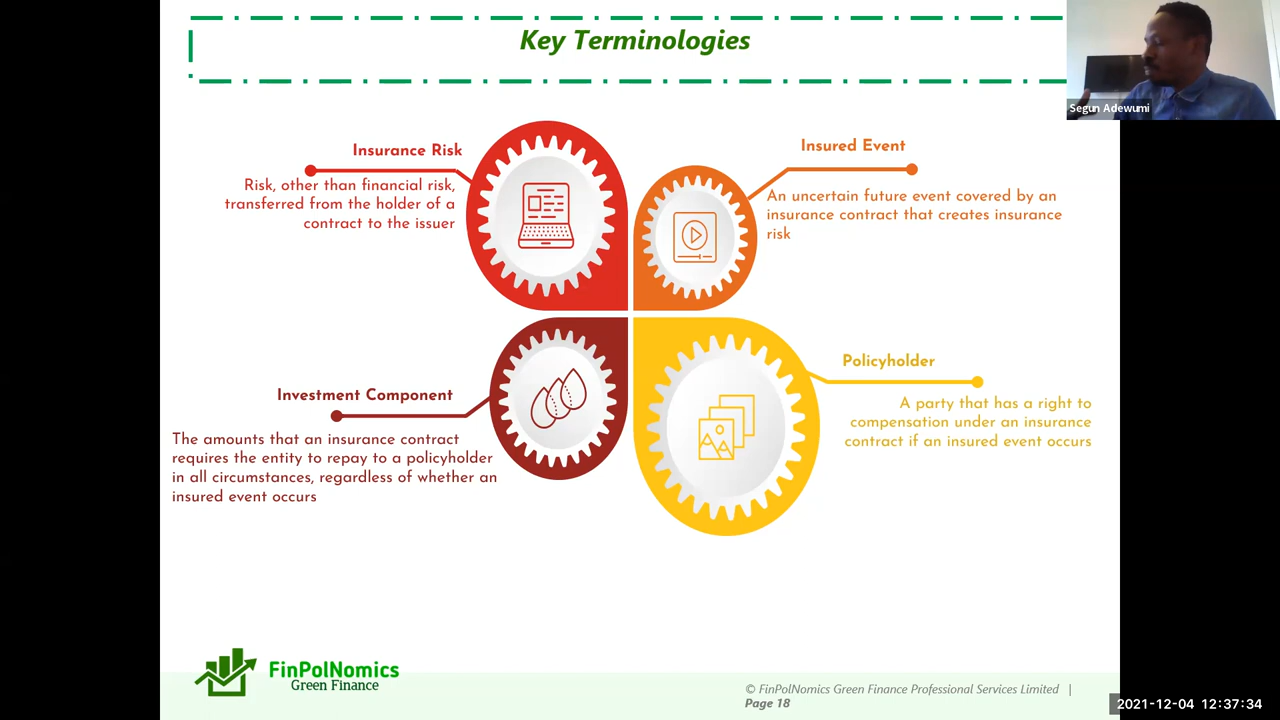 Key Terminologies
Segun Adewumi
Insurance Risk
Risk, other than financial risk,
transferred from the holder of a
contract to the issuer
Insured Event
An uncertain future event covered by an
insurance contract that creates insurance
risk
Investment Component
The amounts that an insurance contract
requires the entity to repay to a policyholder
in all circumstances, regardless of whether an
insured event occurs
Policyholder
A party that has a right to
compensation under an insurance
contract if an insured event occurs
FinPolNomics
Green Finance
© FinPolNomics Green Finance Professional Services Limited |
Page 18
2021-12-04 12:37:34